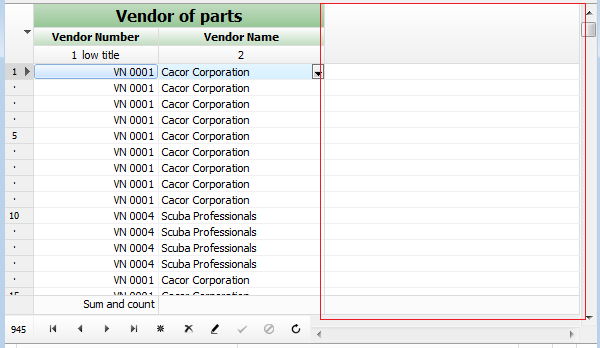 Vendor of parts
Vendor Number Vendor Name
1 low title 2
1 VN 0001 Cacor Corporation
VN 0001 Cacor Corporation
VN 0001 Cacor Corporation
VN 0001 Cacor Corporation
5 VN 0001 Cacor Corporation
VN 0001 Cacor Corporation
VN 0001 Cacor Corporation
VN 0001 Cacor Corporation
VN 0001 Cacor Corporation
10 VN 0004 Scuba Professionals
VN 0004 Scuba Professionals
VN 0004 Scuba Professionals
VN 0004 Scuba Professionals
VN 0001 Cacor Corporation
15 VN 0001 Cacor Corporation
Sum and count
945